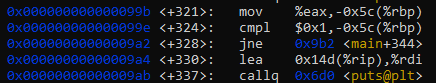 0x000000000000099b <+321>: mov %eax,-0x5c(%rbp)
0x000000000000099e <+324>: cmpl $0x1,-0x5c(%rbp)
0x00000000000009a2 <+328>: jne 0x9b2 <main+344>
0x00000000000009a4 <+330>: lea 0x14d(%rip),%rdi
0x00000000000009ab <+337>: callq 0x6d0 <puts@plt>